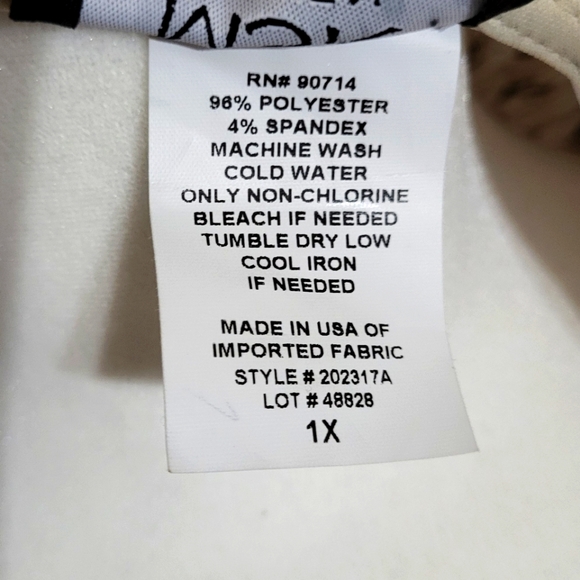 RN# 90714
96% POLYESTER
4% SPANDEX
MACHINE WASH
COLD WATER
ONLY NON-CHLORINE
BLEACH IF NEEDED
TUMBLE DRY LOW
COOL IRON
IF NEEDED
MADE IN USA OF
IMPORTED FABRIC
STYLE # 202317A
LOT # 48828
1X